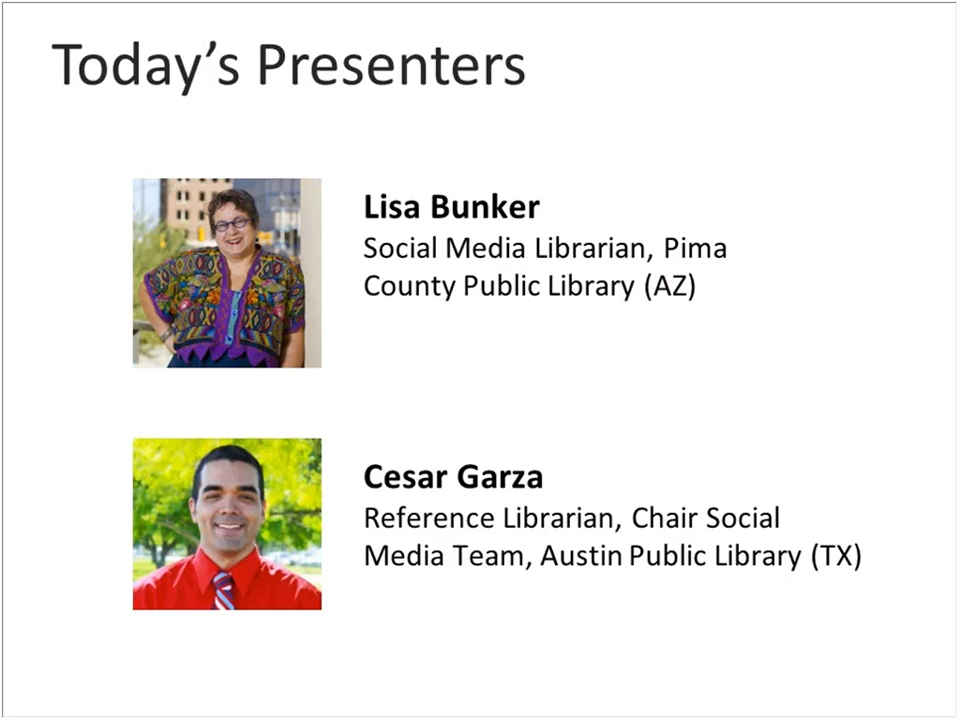 Today’s Presenters
Lisa Bunker
Social Media Librarian, Pima
County Public Library (AZ)
Cesar Garza
Reference Librarian, Chair Social
Media Team, Austin Public Library (TX)